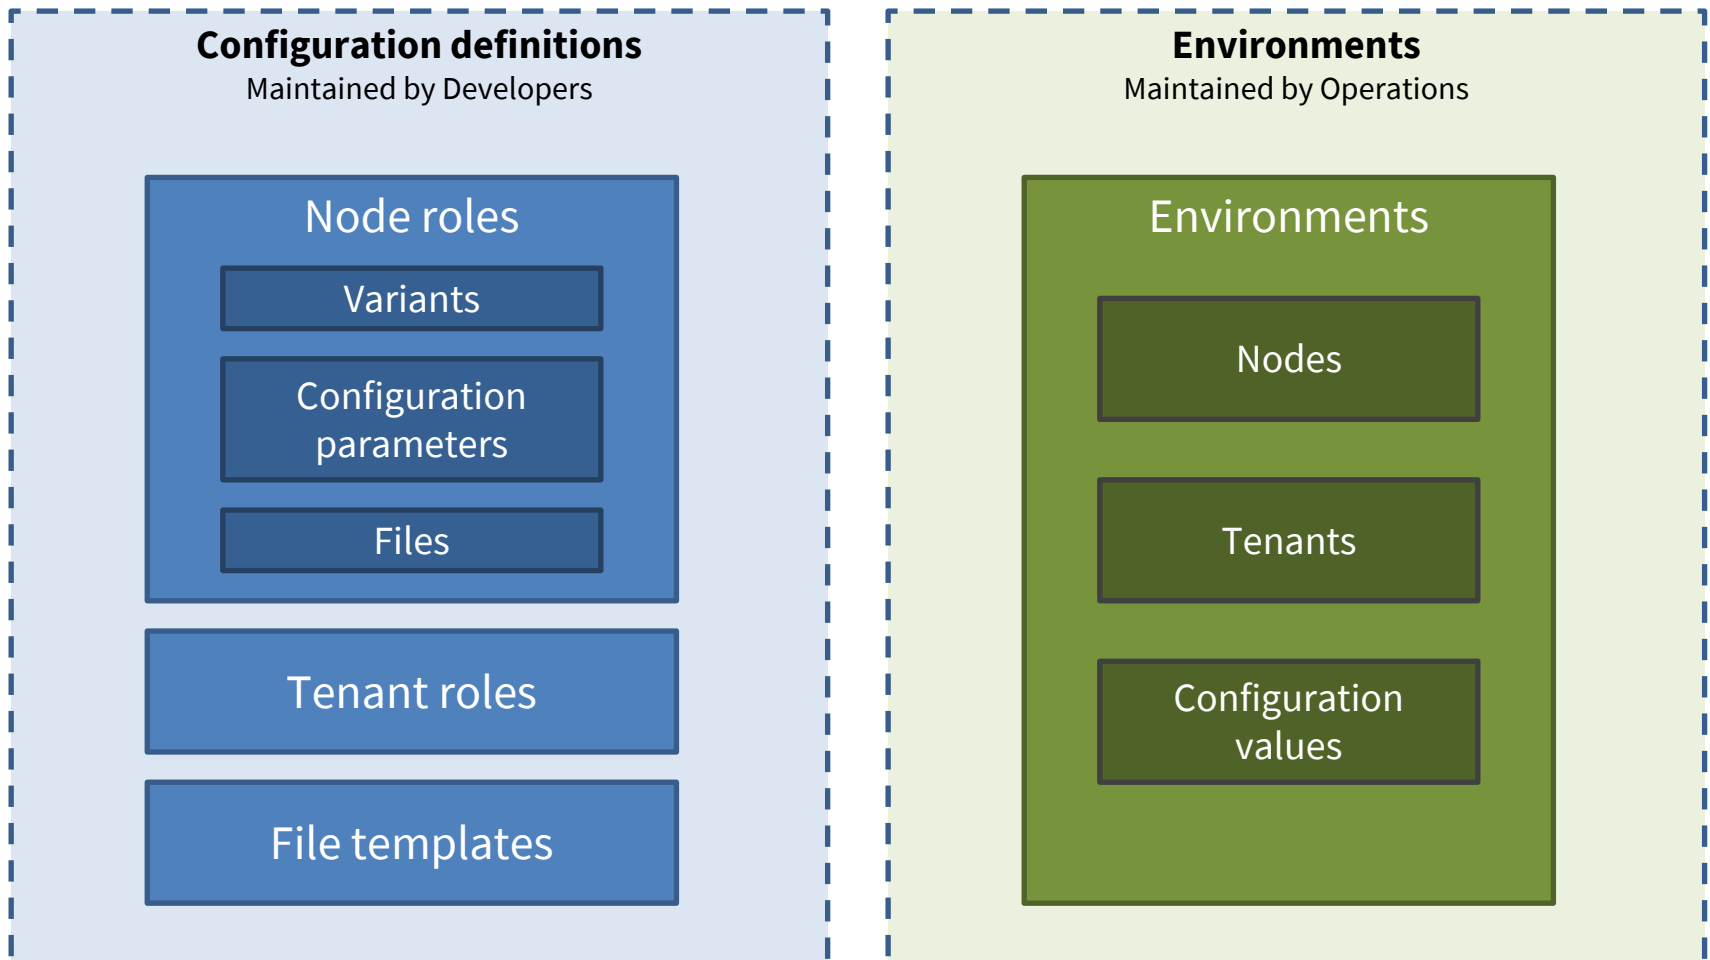 Configuration definitions
Maintained by Developers
Node roles
Variants
Configuration
parameters
Files
Tenant roles
File templates
Environments
Maintained by Operations
Environments
Nodes
Tenants
Configuration
values